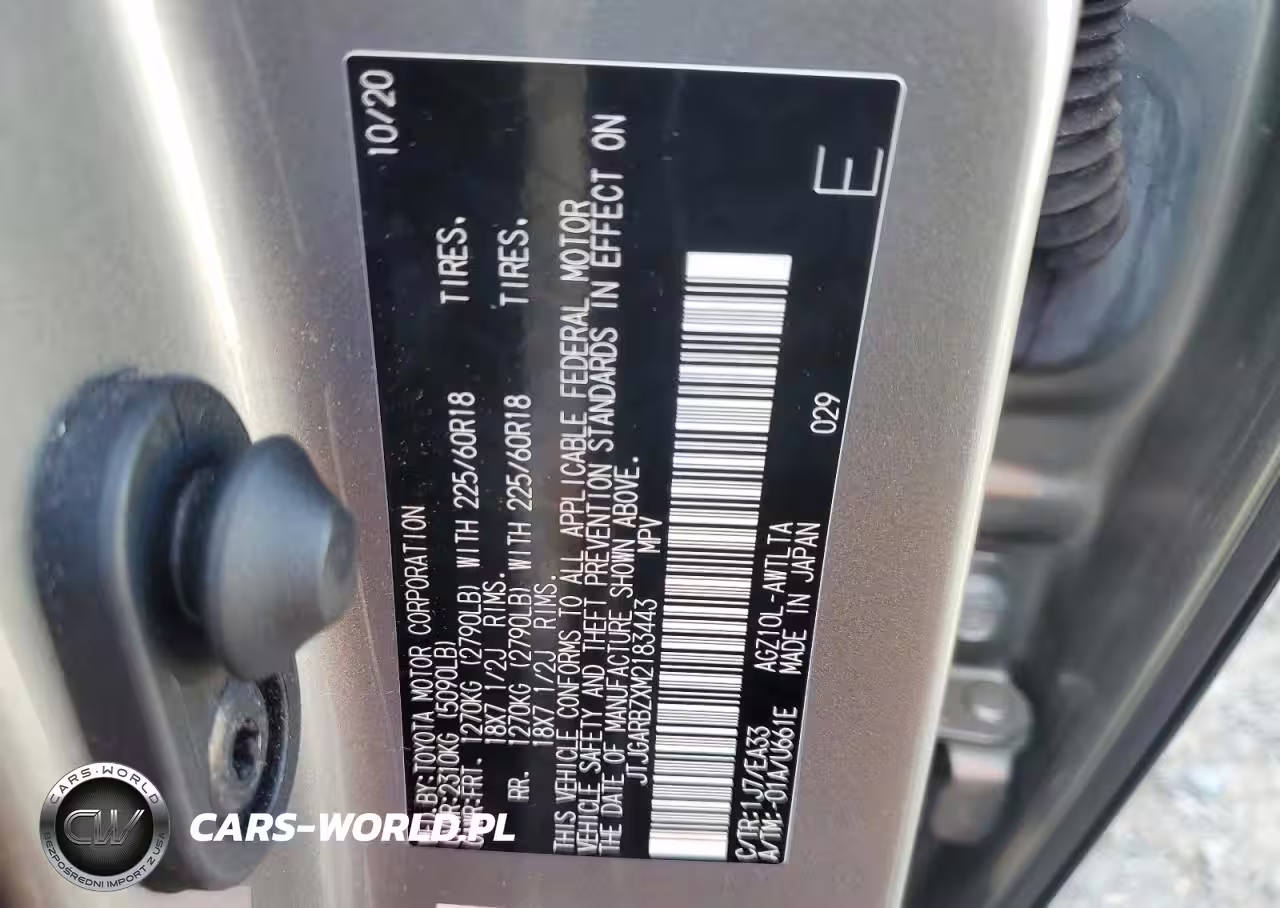 MFD. BY: TOYOTA MOTOR CORPORATION 10/20
GVWR:2310KG (5090LB)
GAWR:FRT. 1270KG (2790LB) WITH 225/60R18 TIRES.
18X7 1/2J RIMS.
RR. 1270KG (2790LB) WITH 225/60R18 TIRES.
18X7 1/2J RIMS.
THIS VEHICLE CONFORMS TO ALL APPLICABLE FEDERAL MOTOR
VEHICLE SAFETY AND THEFT PREVENTION STANDARDS IN EFFECT ON
THE DATE OF MANUFACTURE SHOWN ABOVE.
JTJGARBZXM2183443 MPV
C/TR:1J7/EA33 AGZ10L-AWTLTA 029 E
A/TM:-01A/U661E MADE IN JAPAN
CARS-WORLD
CW
BEZPOŚREDNI IMPORT Z USA
CARS-WORLD.PL